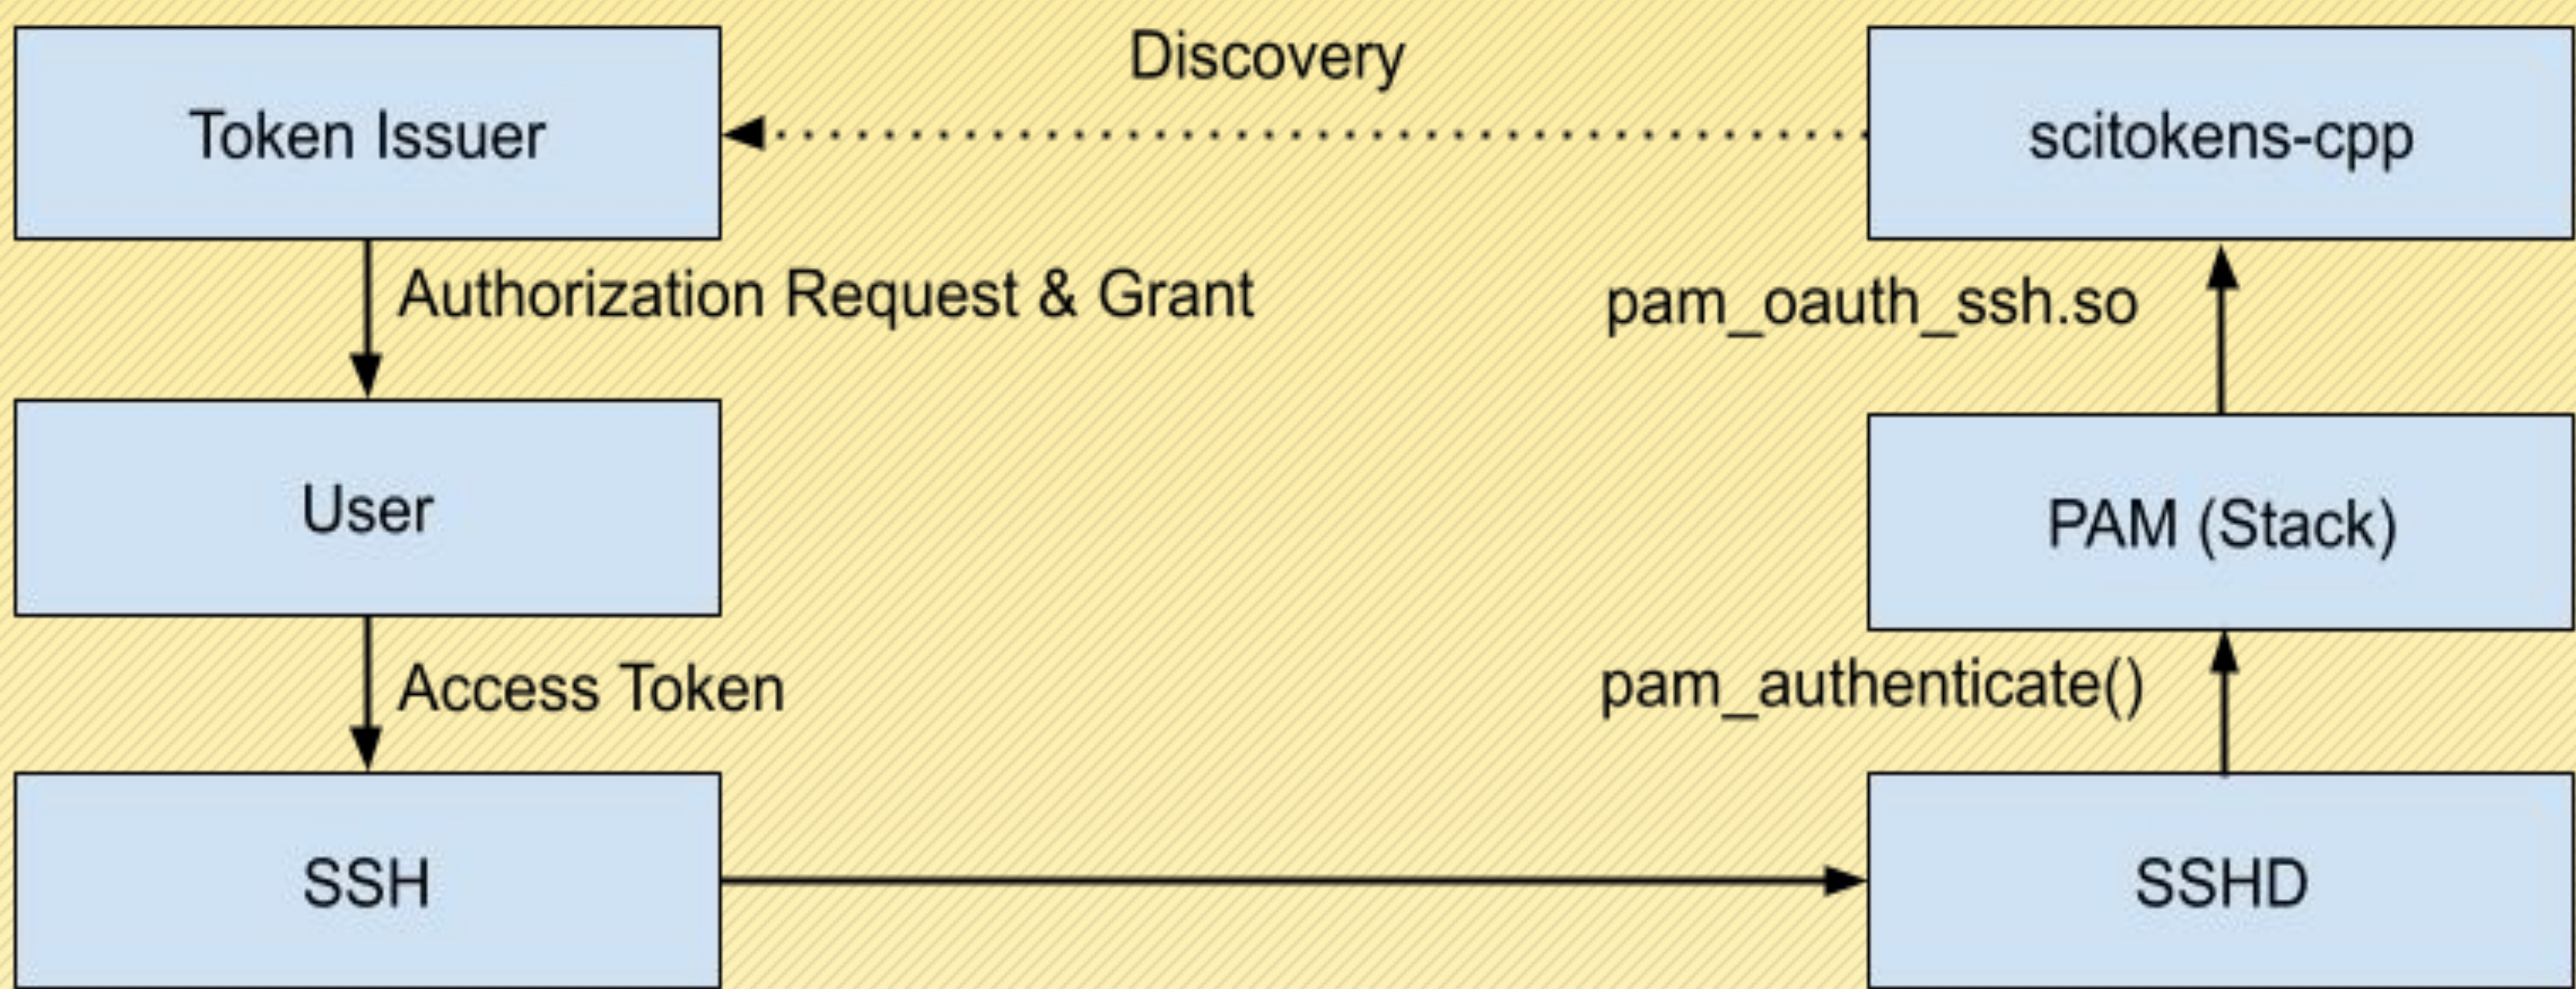 Token Issuer
Discovery
scitokens-cpp
Authorization Request & Grant
pam_oauth_ssh.so
User
PAM (Stack)
Access Token
pam_authenticate()
SSH
SSHD